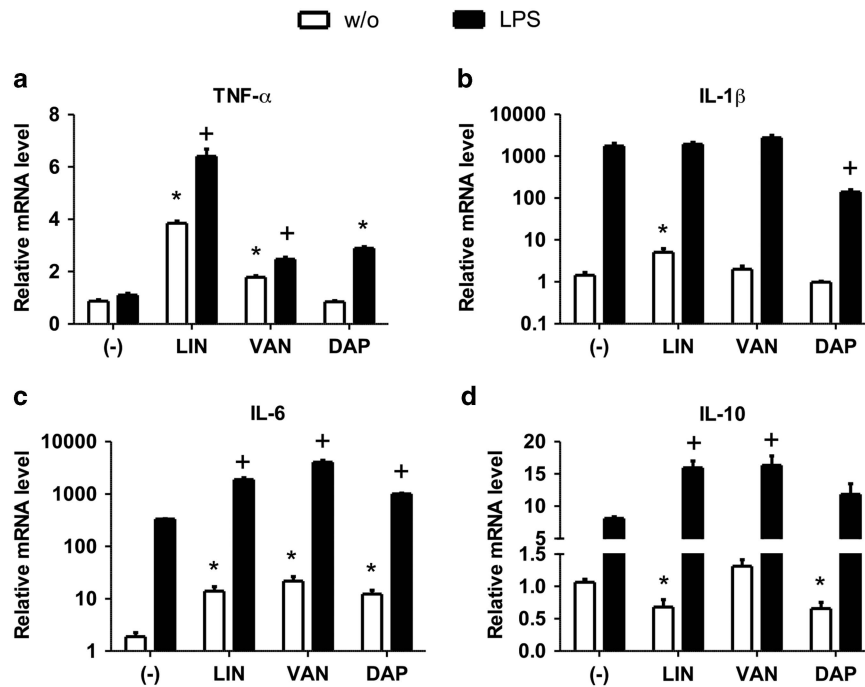 w/o LPS
a
TNF-α
Relative mRNA level
8
6
4
2
0
*
+
*
+
*
(-) LIN VAN DAP
b
IL-1β
Relative mRNA level
10000
1000
100
10
1
0.1
*
+
(-) LIN VAN DAP
c
IL-6
Relative mRNA level
10000
1000
100
10
1
*
+
*
+
*
+
(-) LIN VAN DAP
d
IL-10
Relative mRNA level
20
15
10
5
1.5
1.0
0.5
0.0
*
+
+
*
(-) LIN VAN DAP